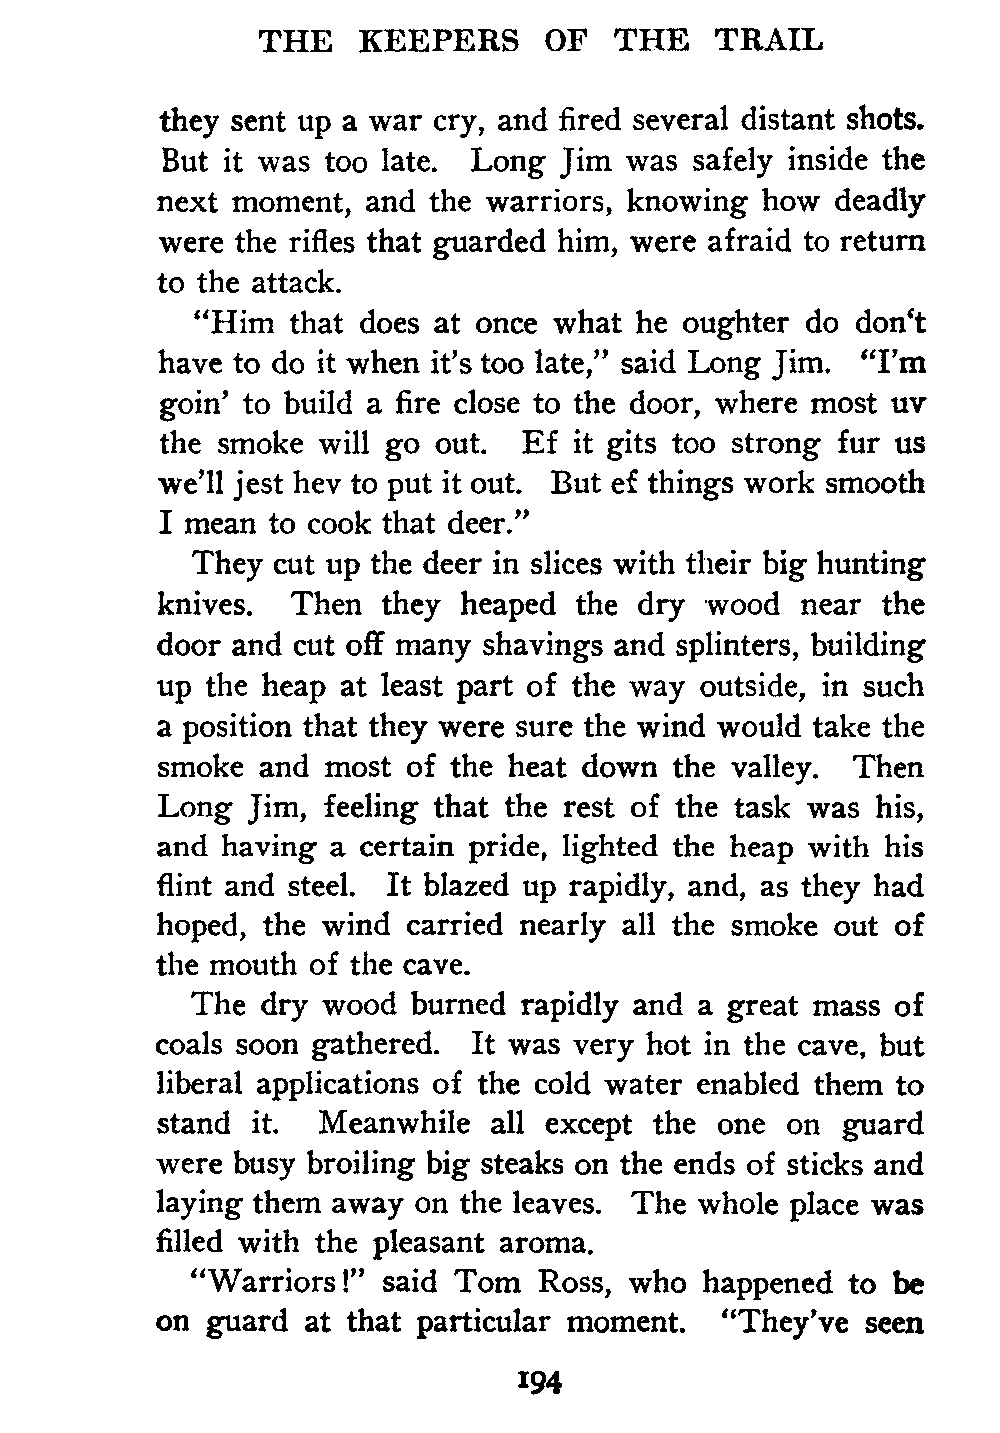 THE KEEPERS OF THE TRAIL
they sent up a war cry, and fired several distant shots.
But it was too late. Long Jim was safely inside the
next moment, and the warriors, knowing how deadly
were the rifles that guarded him, were afraid to return
to the attack.
“Him that does at once what he oughter do don‘t
have to do it when it’s too late,” said Long Jim. “I’m
goin’ to build a fire close to the door, where most uv
the smoke will go out. Ef it gits too strong fur us
we’ll jest hev to put it out. But ef things work smooth
I mean to cook that deer.”
They cut up the deer in slices with their big hunting
knives. Then they heaped the dry wood near the
door and cut off many shavings and splinters, building
up the heap at least part of the way outside, in such
a position that they were sure the wind would take the
smoke and most of the heat down the valley. Then
Long Jim, feeling that the rest of the task was his,
and having a certain pride, lighted the heap with his
flint and steel. It blazed up rapidly, and, as they had
hoped, the wind carried nearly all the smoke out of
the mouth of the cave.
The dry wood burned rapidly and a great mass of
coals soon gathered. It was very hot in the cave, but
liberal applications of the cold water enabled them to
stand it. Meanwhile all except the one on guard
were busy broiling big steaks on the ends of sticks and
laying them away on the leaves. The whole place was
filled with the pleasant aroma.
“Warriors!” said Tom Ross, who happened to be
on guard at that particular moment. “They’ve seen
194